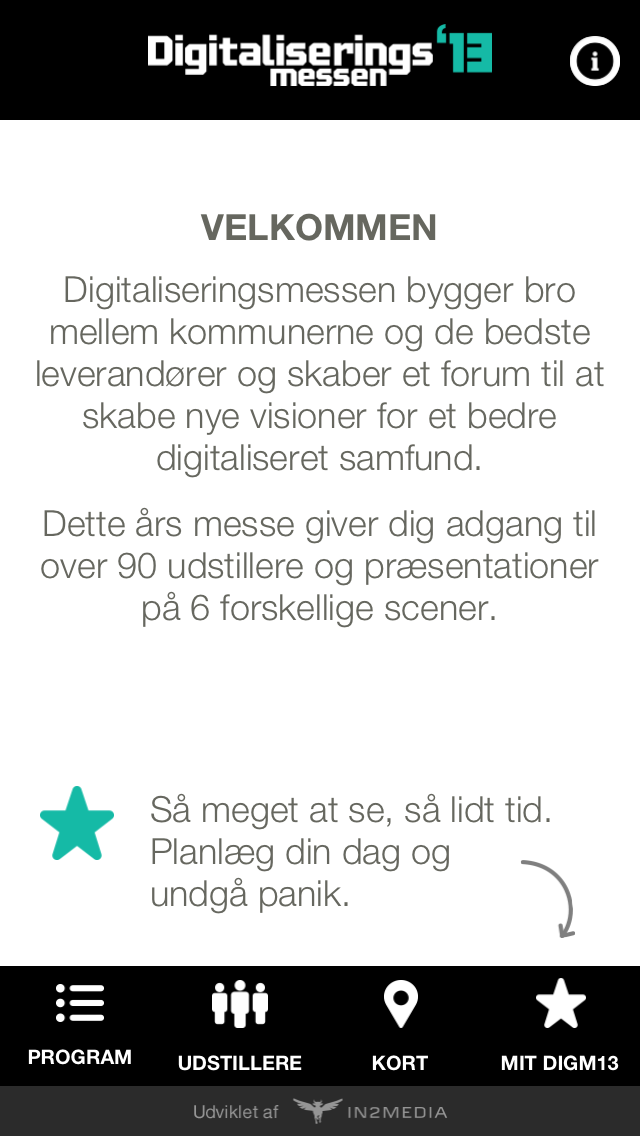 Digitaliserings '13
messen
i
VELKOMMEN
Digitaliseringsmessen bygger bro
mellem kommunerne og de bedste
leverandører og skaber et forum til at
skabe nye visioner for et bedre
digitaliseret samfund.
Dette års messe giver dig adgang til
over 90 udstillere og præsentationer
på 6 forskellige scener.
Så meget at se, så lidt tid.
Planlæg din dag og
undgå panik.
PROGRAM UDSTILLERE KORT MIT DIGM13
Udviklet af IN2MEDIA